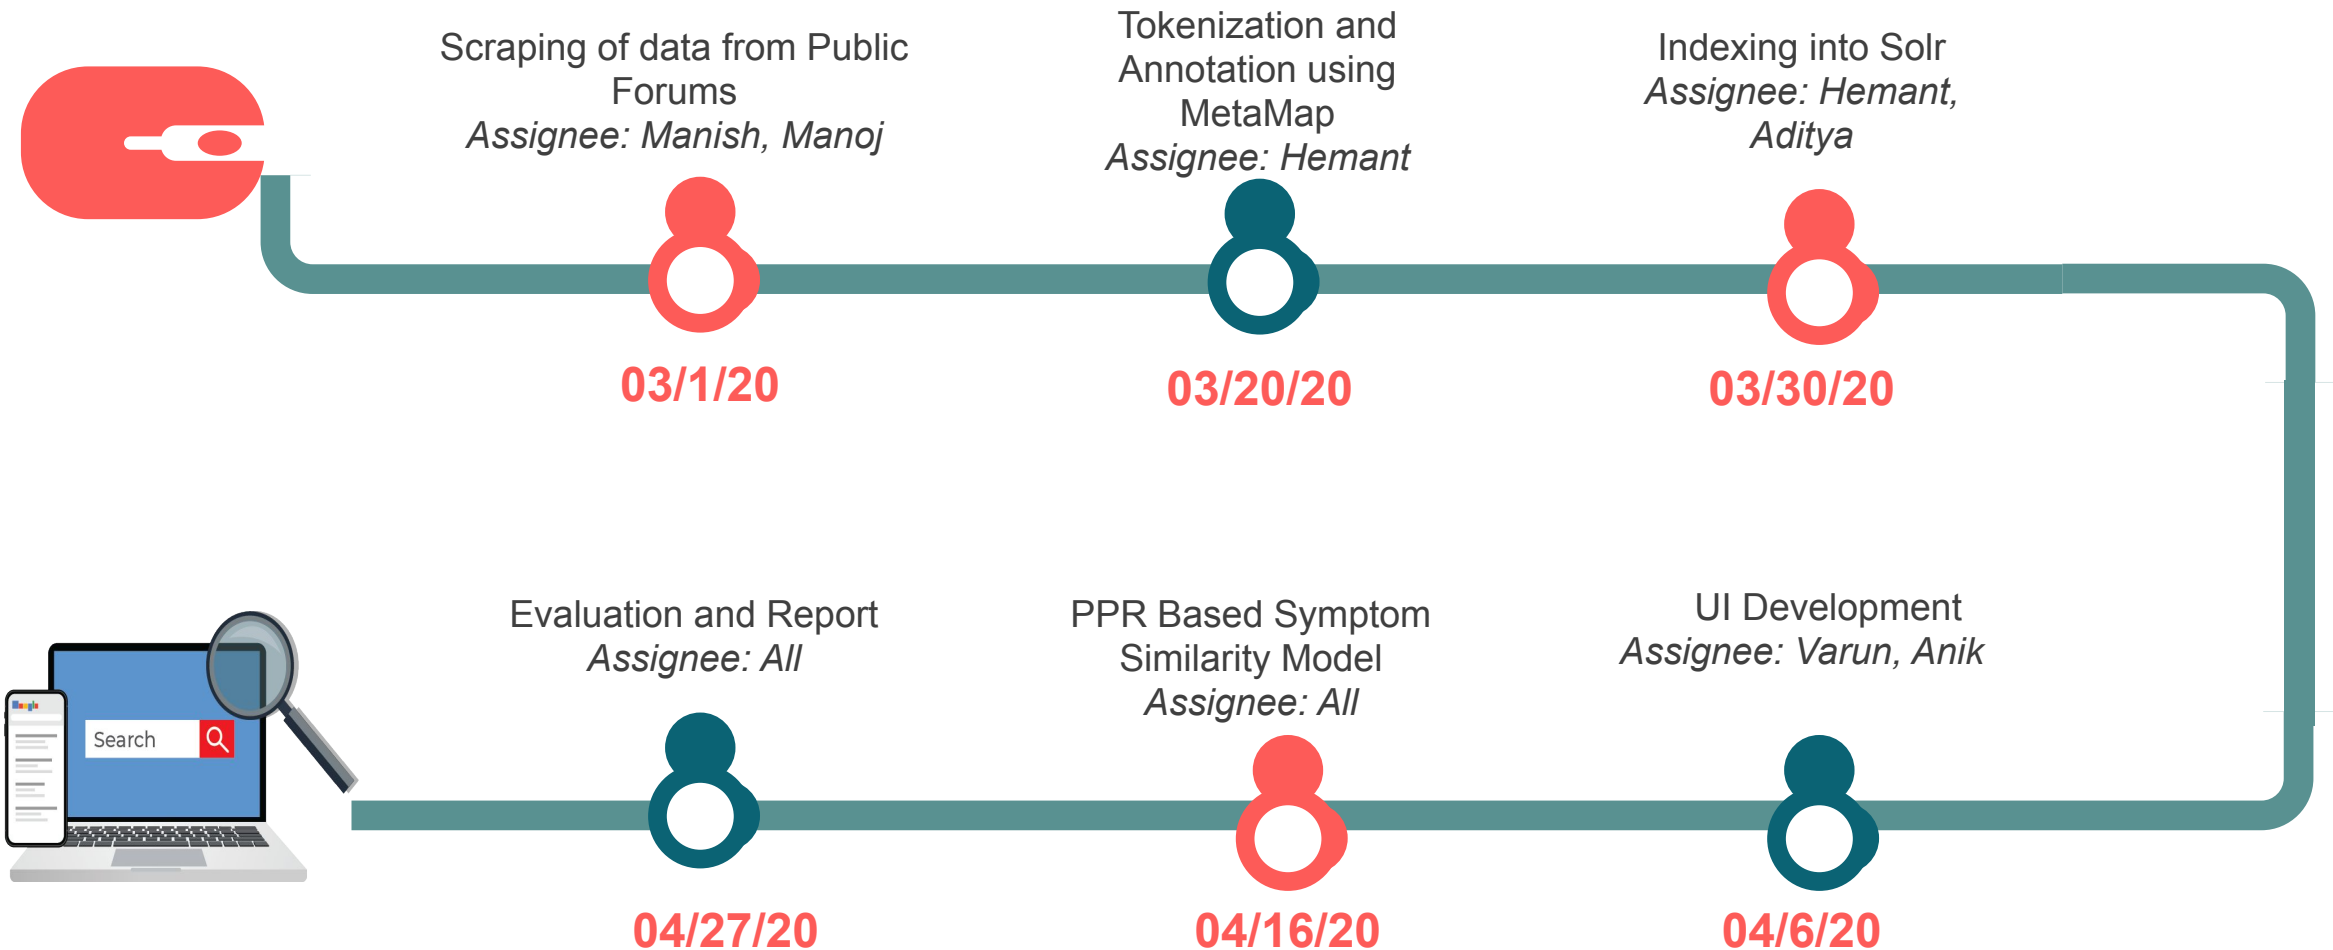 Scraping of data from Public
Forums
Assignee: Manish, Manoj
03/1/20
Tokenization and
Annotation using
MetaMap
Assignee: Hemant
03/20/20
Indexing into Solr
Assignee: Hemant,
Aditya
03/30/20
UI Development
Assignee: Varun, Anik
04/6/20
PPR Based Symptom
Similarity Model
Assignee: All
04/16/20
Evaluation and Report
Assignee: All
04/27/20
Search